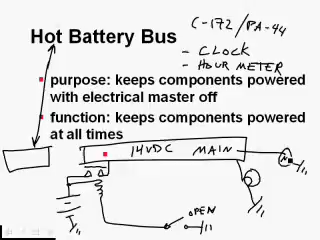 C-172/PA-44
Hot Battery Bus
- CLOCK
- HOUR METER
purpose: keeps components powered
with electrical master off
function: keeps components powered
at all times
14VDC MAIN
OPEN